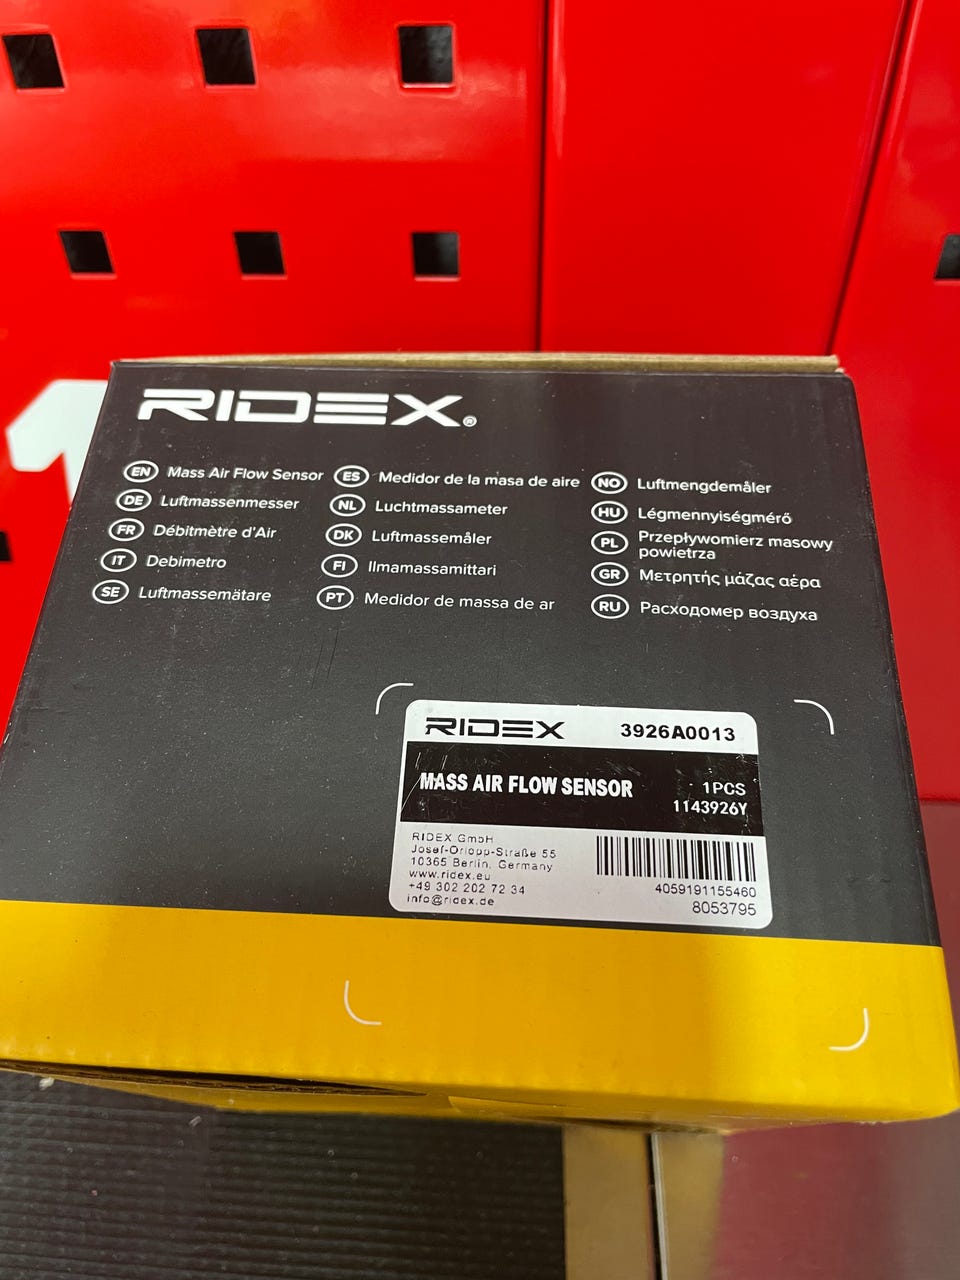 1
RIDEX®
EN Mass Air Flow Sensor
DE Luftmassenmesser
FR Débitmètre d'Air
IT Debimetro
SE Luftmassemätare
ES Medidor de la masa de aire
NL Luchtmassameter
DK Luftmassemåler
FI Ilmamassamittari
PT Medidor de massa de ar
NO Luftmengdemåler
HU Légmennyiségmérő
PL Przepływomierz masowy
powietrza
GR Μετρητής μάζας αέρα
RU Расходомер воздуха
RIDEX 3926A0013
MASS AIR FLOW SENSOR 1PCS
1143926Y
RIDEX GmbH
Josef-Orlopp-Straße 55
10365 Berlin, Germany
www.ridex.eu
+49 302 202 72 34
info@ridex.de
4059191155460
8053795